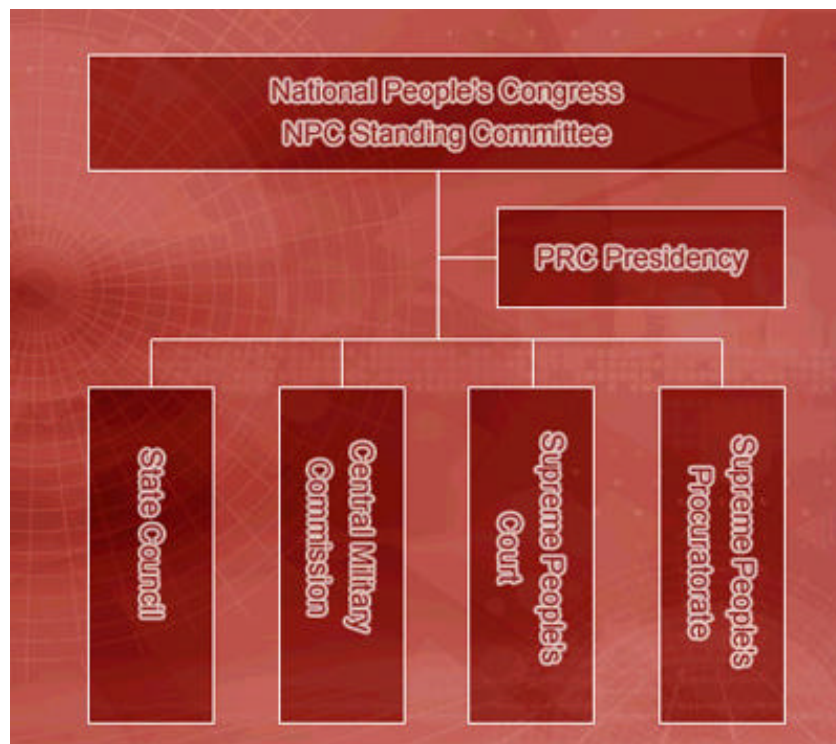 National People's Congress
NPC Standing Committee
PRC Presidency
State Council
Central Military
Commission
Supreme People's
Court
Supreme People's
Procuratorate